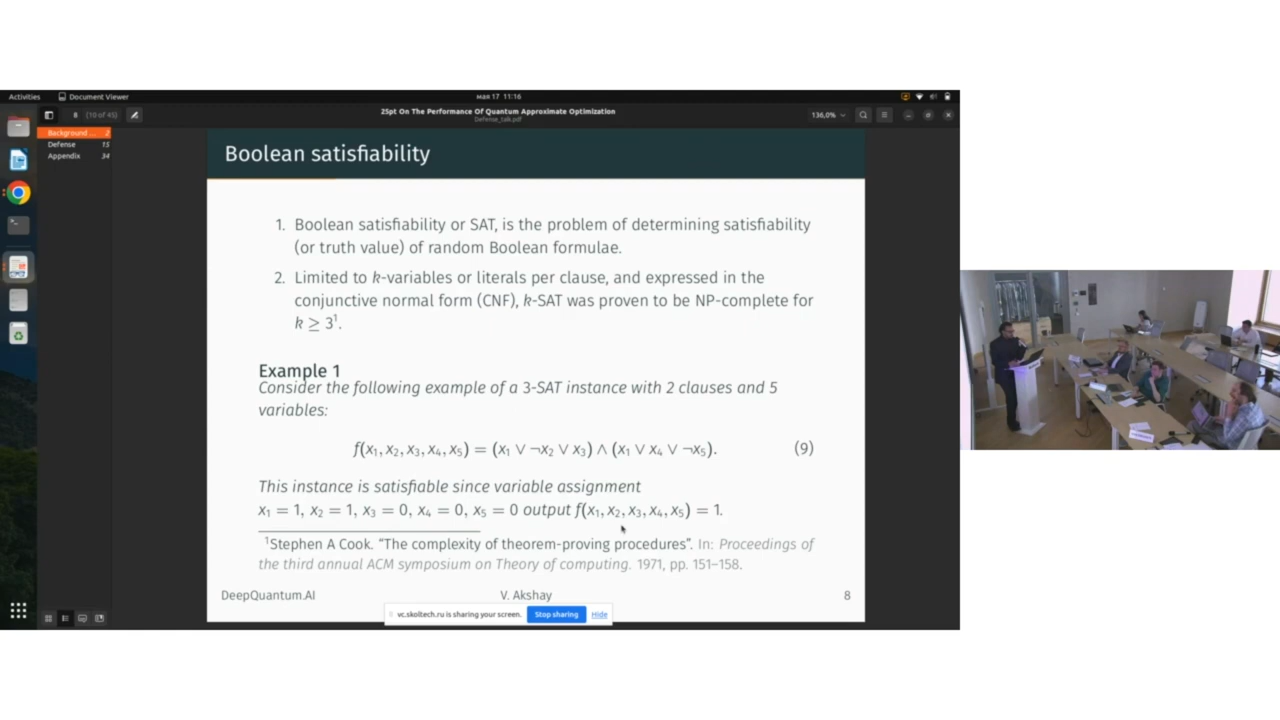 Activities
Document Viewer
мая 17 11:16
8 (10 of 45)
25pt On The Performance Of Quantum Approximate Optimization
Defense_tab.pdf
136,0%
Background ... 2
Defense 15
Appendix 34
Boolean satisfiability
1. Boolean satisfiability or SAT, is the problem of determining satisfiability
(or truth value) of random Boolean formulae.
2. Limited to k-variables or literals per clause, and expressed in the
conjunctive normal form (CNF), k-SAT was proven to be NP-complete for
k ≥ 3¹.
Example 1
Consider the following example of a 3-SAT instance with 2 clauses and 5
variables:
f(x₁, x₂, x₃, x₄, x₅) = (x₁ ∨ ¬x₂ ∨ x₃) ∧ (x₁ ∨ x₄ ∨ ¬x₅). (9)
This instance is satisfiable since variable assignment
x₁ = 1, x₂ = 1, x₃ = 0, x₄ = 0, x₅ = 0 output f(x₁, x₂, x₃, x₄, x₅) = 1.
¹Stephen A Cook. “The complexity of theorem-proving procedures”. In: Proceedings of
the third annual ACM symposium on Theory of computing. 1971, pp. 151–158.
DeepQuantum.AI V. Akshay 8
vc.skoltech.ru is sharing your screen. Stop sharing Hide